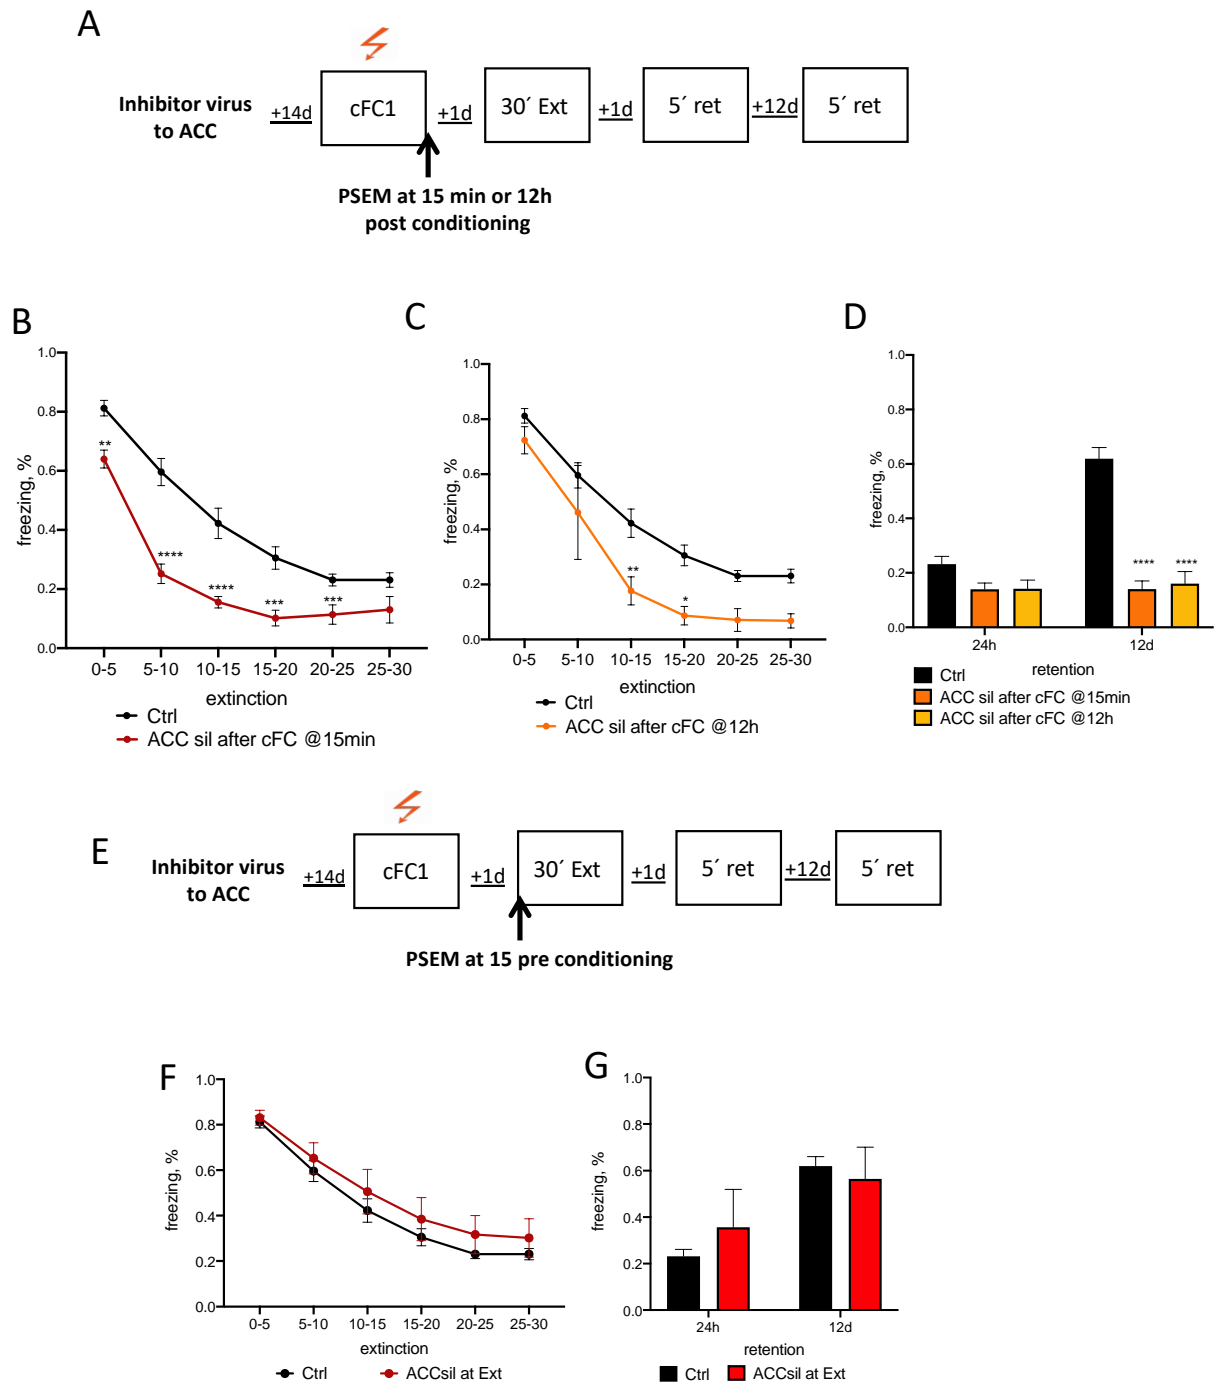 A
Inhibitor virus
to ACC
+14d
cFC1
+1d
30´ Ext
+1d
5´ ret
+12d
5´ ret
PSEM at 15 min or 12h
post conditioning
B
freezing, %
1.0
0.8
0.6
0.4
0.2
0.0
**
****
****
***
***
0-5 5-10 10-15 15-20 20-25 25-30
extinction
Ctrl
ACC sil after cFC @15min
C
freezing, %
1.0
0.8
0.6
0.4
0.2
0.0
**
*
0-5 5-10 10-15 15-20 20-25 25-30
extinction
Ctrl
ACC sil after cFC @12h
D
freezing, %
1.0
0.8
0.6
0.4
0.2
0.0
**** ****
24h 12d
retention
Ctrl
ACC sil after cFC @15min
ACC sil after cFC @12h
E
Inhibitor virus
to ACC
+14d
cFC1
+1d
30´ Ext
+1d
5´ ret
+12d
5´ ret
PSEM at 15 pre conditioning
F
freezing, %
1.0
0.8
0.6
0.4
0.2
0.0
0-5 5-10 10-15 15-20 20-25 25-30
extinction
Ctrl ACCsil at Ext
G
freezing, %
1.0
0.8
0.6
0.4
0.2
0.0
24h 12d
retention
Ctrl ACCsil at Ext